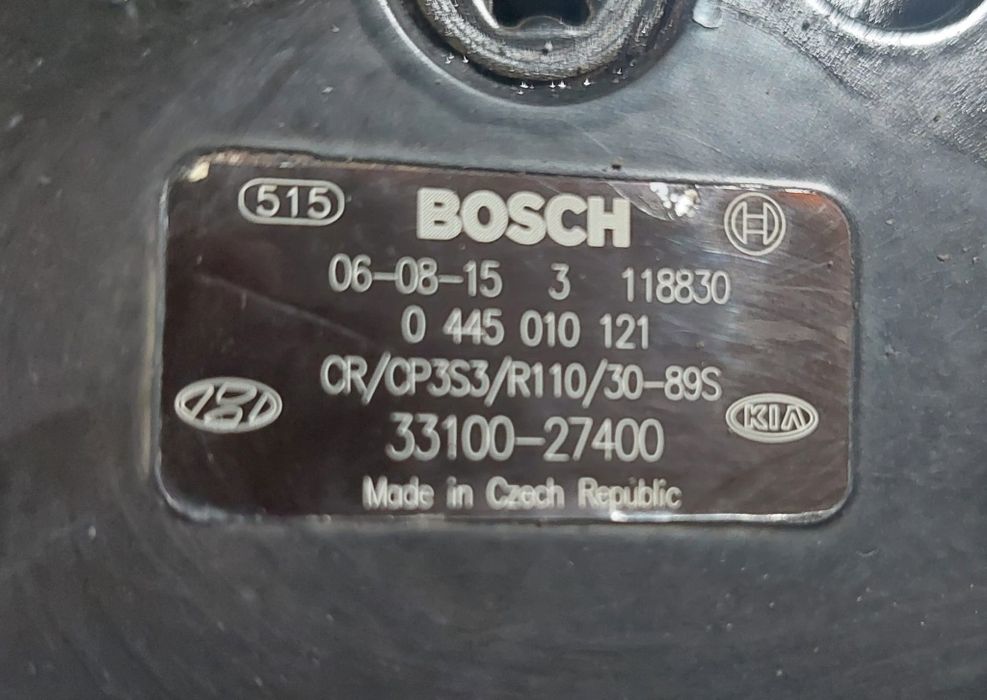 515 BOSCH
06-08-15 3 118830
0 445 010 121
CR/CP3S3/R110/30-89S
KIA
33100-27400
Made in Czech Republic